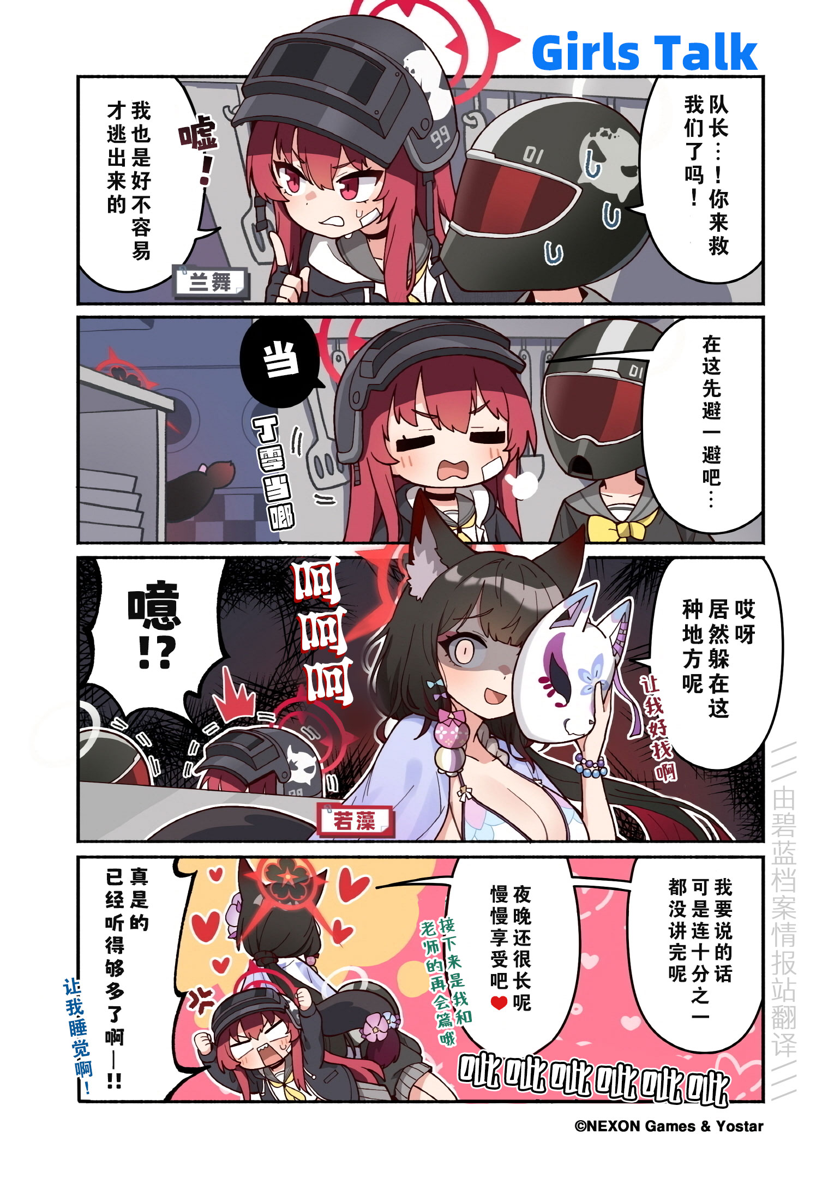 Girls Talk
队长…！你来救
我们了吗！
01
99
嘘！
我也是好不容易
才逃出来的
兰舞
在这先避一避吧…
01
当
丁零当啷
哎呀
居然躲在这
种地方呢
让我好找啊
呵呵呵
噫!?
99
若藻
我要说的话
可是连十分之一
都没讲完呢
夜晚还很长呢
慢慢享受吧❤
接下来是我和
老师的再会篇哦
真是的
已经听得够多了啊—!!
让我睡觉啊！
呲呲呲呲呲呲
由碧蓝档案情报站翻译
©NEXON Games & Yostar